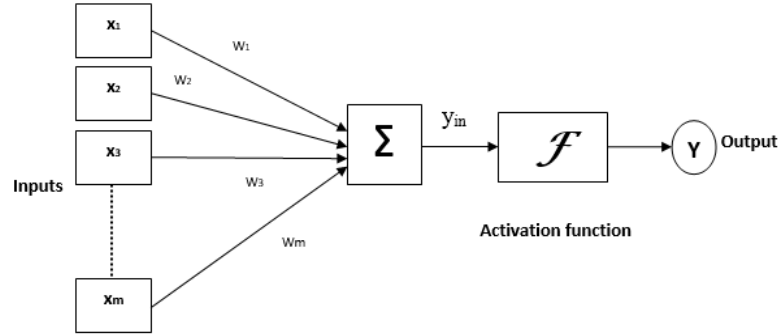 x1
W1
x2
W2
x3
Σ
yin
F
Y
Output
Inputs
W3
Activation function
Wm
xm